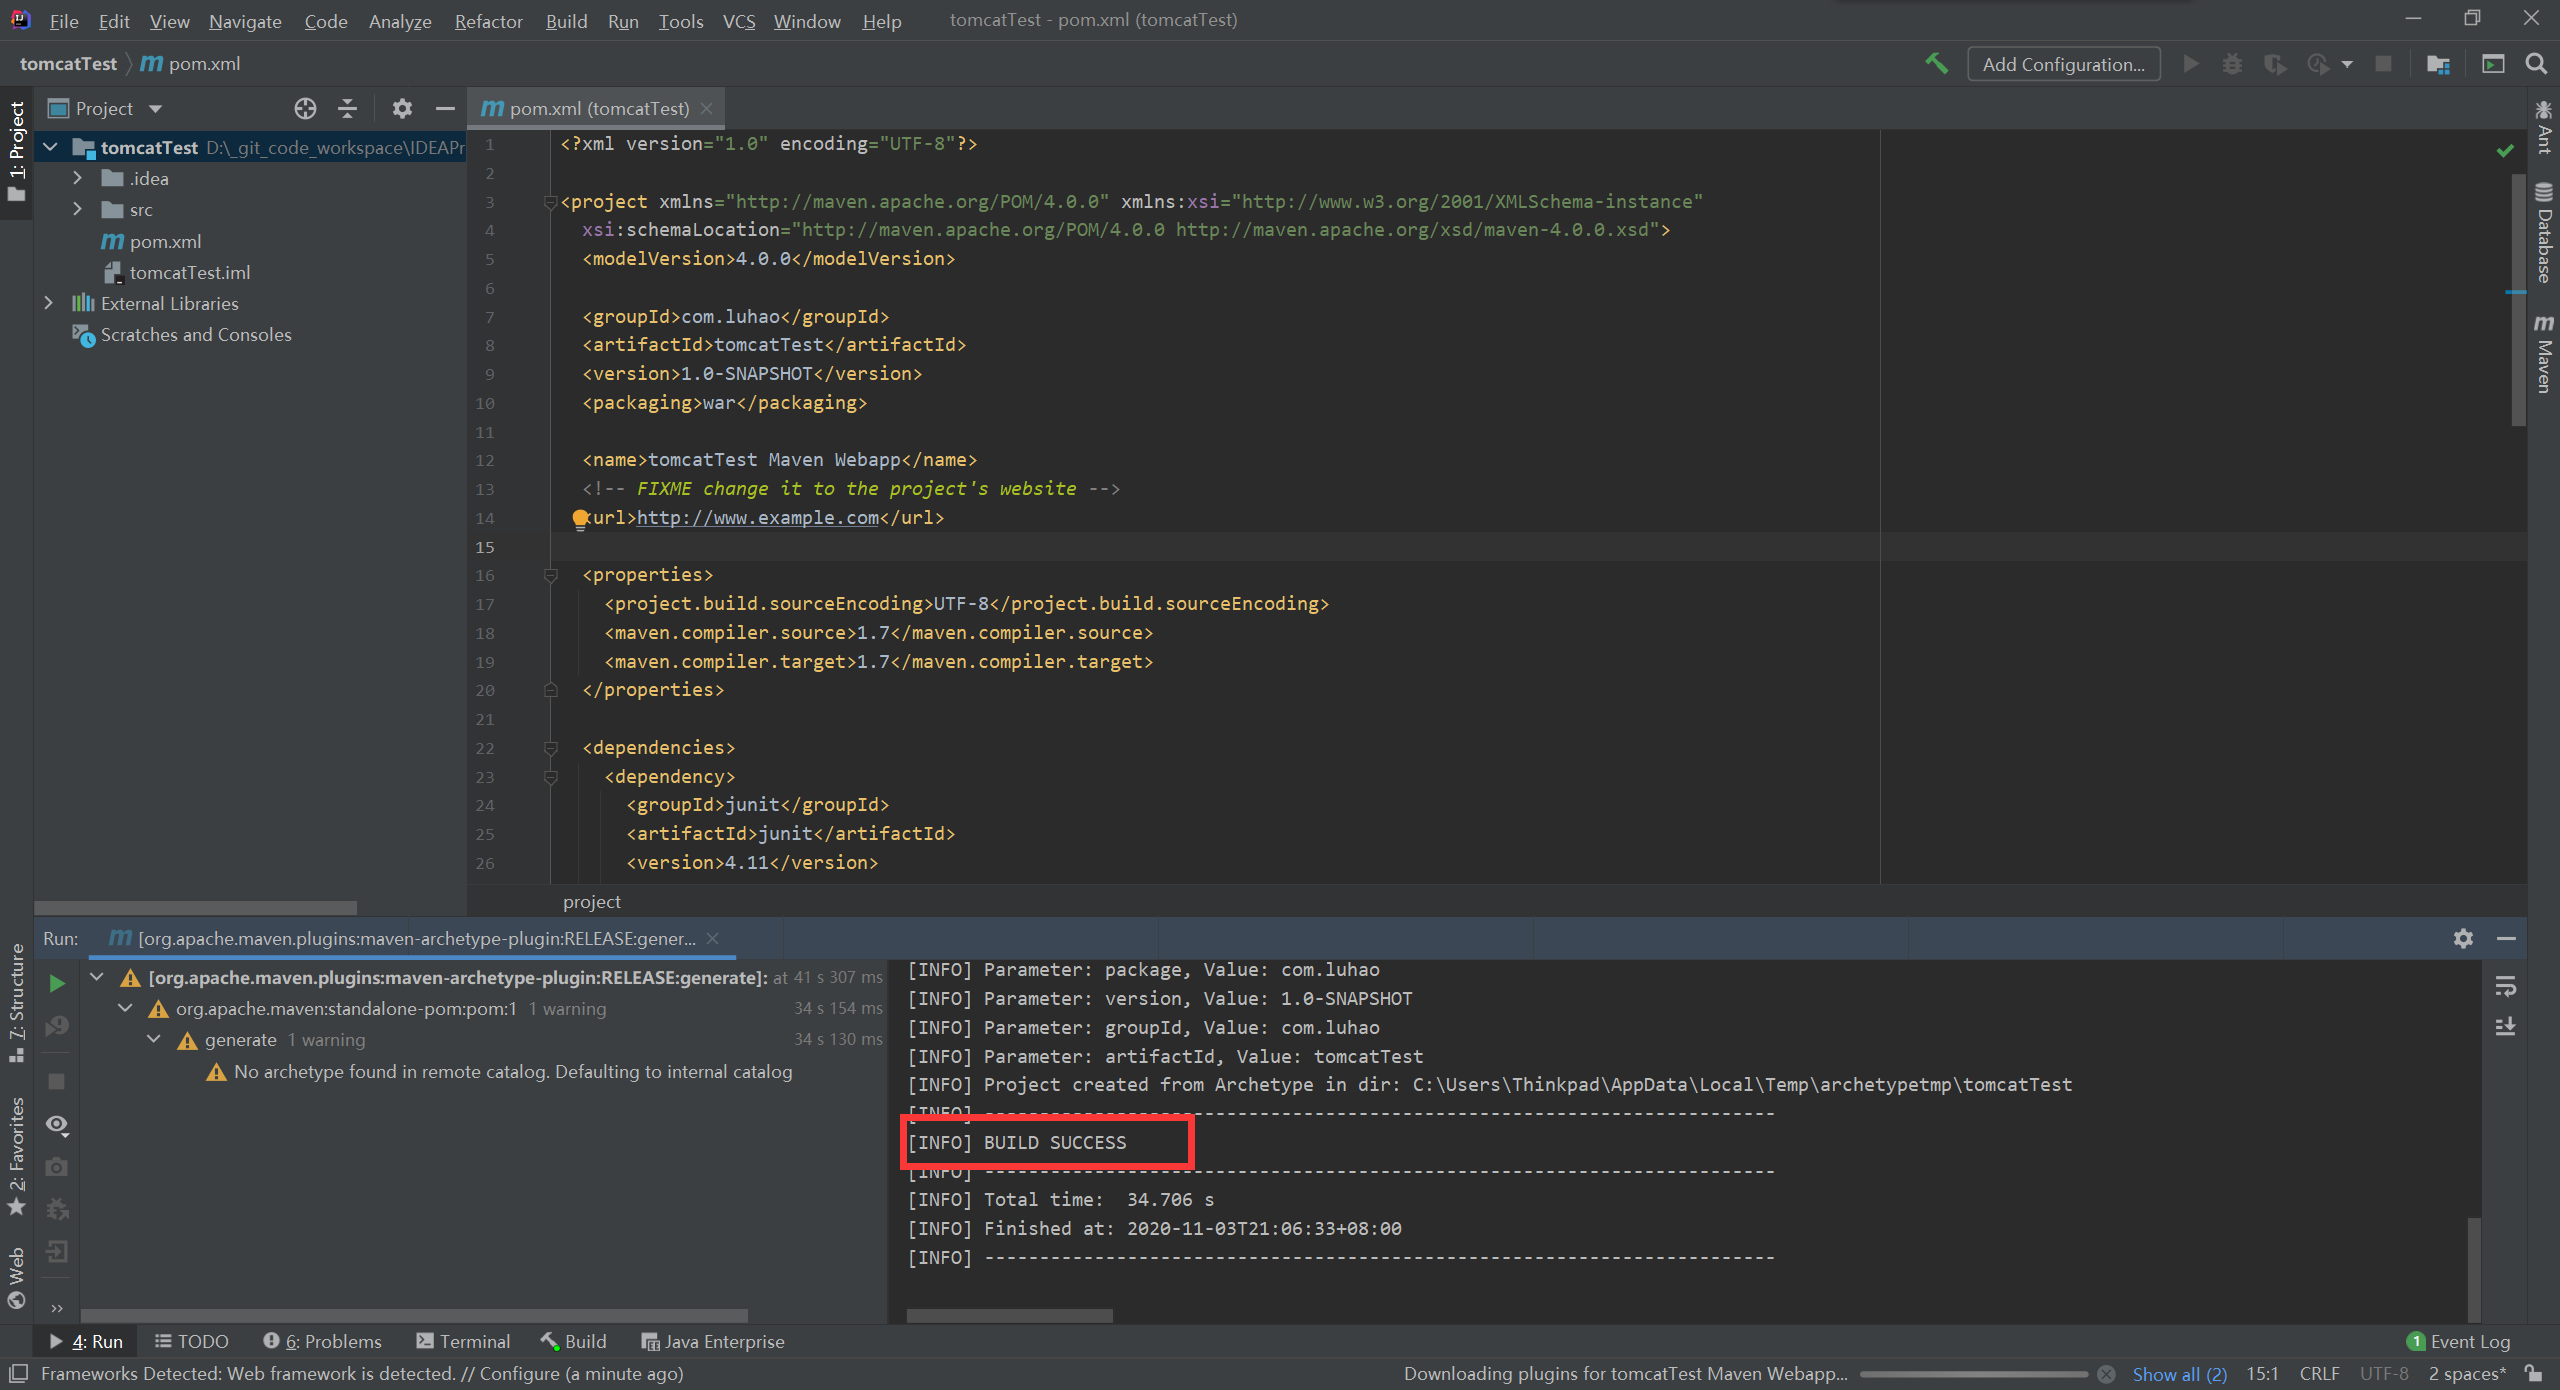 File Edit View Navigate Code Analyze Refactor Build Run Tools VCS Window Help tomcatTest - pom.xml (tomcatTest)
tomcatTest pom.xml
Add Configuration...
Project
pom.xml (tomcatTest)
1: Project
7: Structure
2: Favorites
Web
tomcatTest D:\_git_code_workspace\IDEAPr
.idea
src
pom.xml
tomcatTest.iml
External Libraries
Scratches and Consoles
1 <?xml version="1.0" encoding="UTF-8"?>
2
3 <project xmlns="http://maven.apache.org/POM/4.0.0" xmlns:xsi="http://www.w3.org/2001/XMLSchema-instance"
4 xsi:schemaLocation="http://maven.apache.org/POM/4.0.0 http://maven.apache.org/xsd/maven-4.0.0.xsd">
5 <modelVersion>4.0.0</modelVersion>
6
7 <groupId>com.luhao</groupId>
8 <artifactId>tomcatTest</artifactId>
9 <version>1.0-SNAPSHOT</version>
10 <packaging>war</packaging>
11
12 <name>tomcatTest Maven Webapp</name>
13 <!-- FIXME change it to the project's website -->
14 <url>http://www.example.com</url>
15
16 <properties>
17 <project.build.sourceEncoding>UTF-8</project.build.sourceEncoding>
18 <maven.compiler.source>1.7</maven.compiler.source>
19 <maven.compiler.target>1.7</maven.compiler.target>
20 </properties>
21
22 <dependencies>
23 <dependency>
24 <groupId>junit</groupId>
25 <artifactId>junit</artifactId>
26 <version>4.11</version>
project
Ant
Database
Maven
Run: [org.apache.maven.plugins:maven-archetype-plugin:RELEASE:gener...
[org.apache.maven.plugins:maven-archetype-plugin:RELEASE:generate]: at 41 s 307 ms
org.apache.maven:standalone-pom:pom:1 1 warning 34 s 154 ms
generate 1 warning 34 s 130 ms
No archetype found in remote catalog. Defaulting to internal catalog
[INFO] Parameter: package, Value: com.luhao
[INFO] Parameter: version, Value: 1.0-SNAPSHOT
[INFO] Parameter: groupId, Value: com.luhao
[INFO] Parameter: artifactId, Value: tomcatTest
[INFO] Project created from Archetype in dir: C:\Users\Thinkpad\AppData\Local\Temp\archetypetmp\tomcatTest
[INFO] ------------------------------------------------------------------------
[INFO] BUILD SUCCESS
[INFO] ------------------------------------------------------------------------
[INFO] Total time:  34.706 s
[INFO] Finished at: 2020-11-03T21:06:33+08:00
[INFO] ------------------------------------------------------------------------
4: Run TODO 6: Problems Terminal Build Java Enterprise 1 Event Log
Frameworks Detected: Web framework is detected. // Configure (a minute ago) Downloading plugins for tomcatTest Maven Webapp... Show all (2) 15:1 CRLF UTF-8 2 spaces*